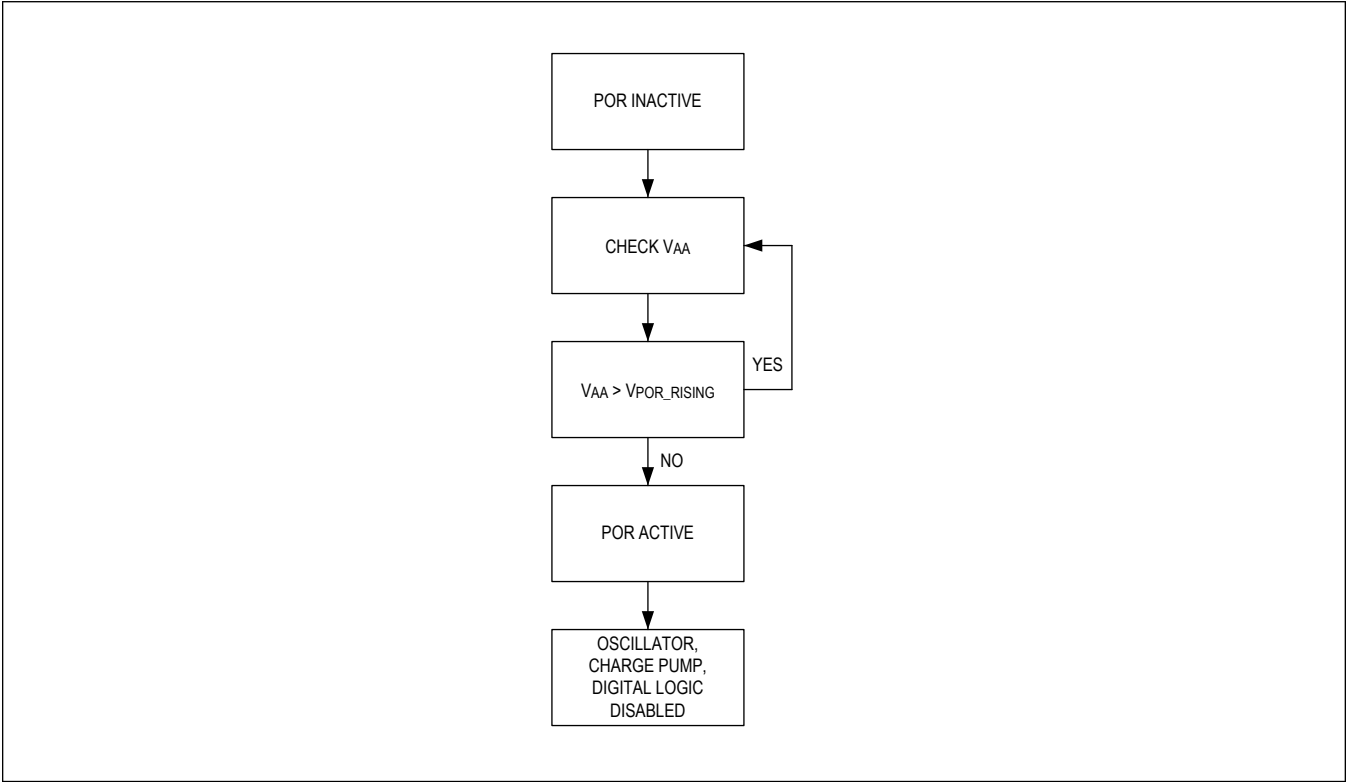 POR INACTIVE
CHECK VAA
YES
VAA > VPOR_RISING
NO
POR ACTIVE
OSCILLATOR,
CHARGE PUMP,
DIGITAL LOGIC
DISABLED